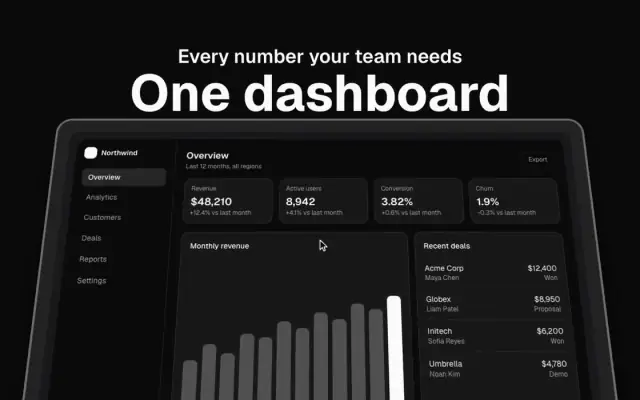 Every number your team needs
One dashboard
Northwind
Overview
Analytics
Customers
Deals
Reports
Settings
Overview
Last 12 months, all regions
Export
Revenue
$48,210
+12.4% vs last month
Active users
8,942
+4.1% vs last month
Conversion
3.82%
+0.6% vs last month
Churn
1.9%
-0.3% vs last month
Monthly revenue
Recent deals
Acme Corp $12,400
Maya Chen Won
Globex $8,950
Liam Patel Proposal
Initech $6,200
Sofia Reyes Won
Umbrella $4,780
Noah Kim Demo